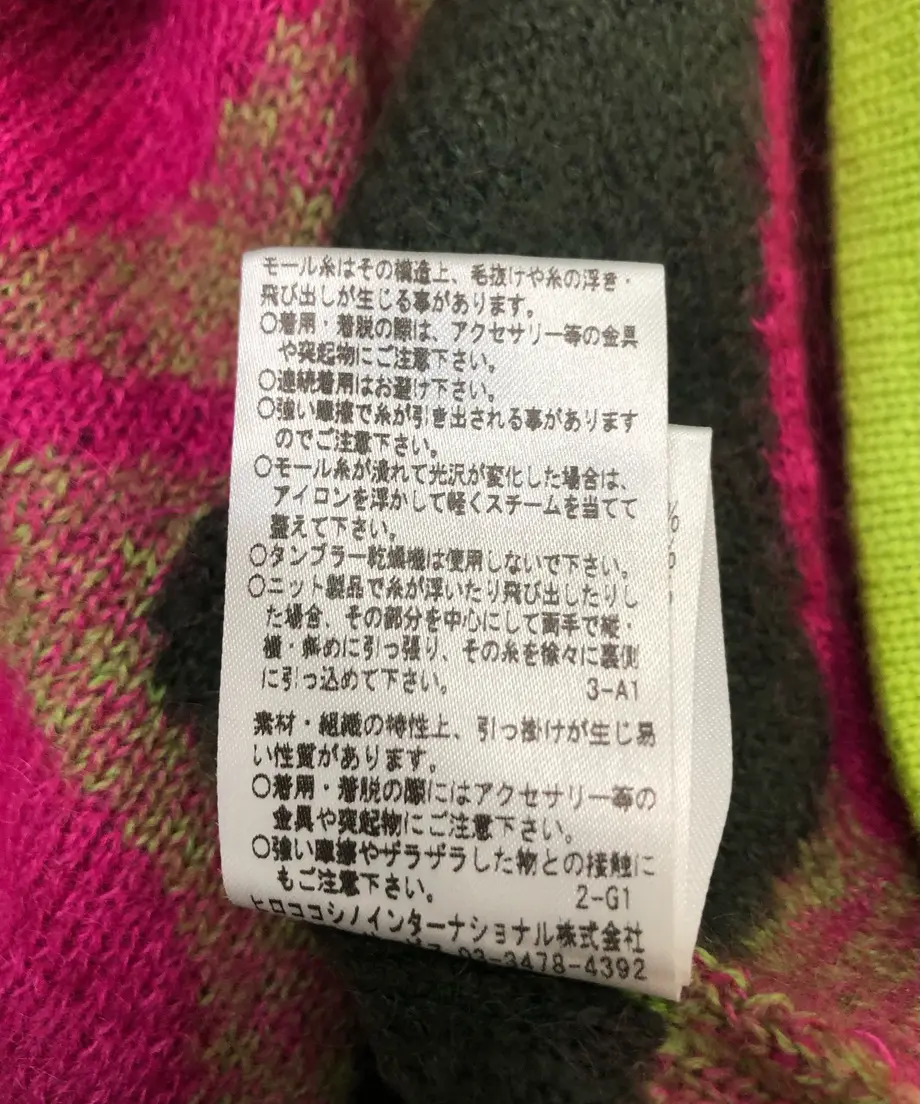 モール糸はその構造上、毛抜けや糸の浮き・
飛び出しが生じる事があります。
○着用・着脱の際は、アクセサリー等の金具
や突起物にご注意下さい。
○連続着用はお避け下さい。
○強い摩擦で糸が引き出される事があります
のでご注意下さい。
○モール糸が潰れて光沢が変化した場合は、
アイロンを浮かして軽くスチームを当てて
整えて下さい。
○タンブラー乾燥機は使用しないで下さい。
○ニット製品で糸が浮いたり飛び出したりし
た場合、その部分を中心にして両手で縦・
横・斜めに引っ張り、その糸を徐々に裏側
に引っ込めて下さい。 3-A1
素材・組織の特性上、引っ掛けが生じ易
い性質があります。
○着用・着脱の際にはアクセサリー等の
金具や突起物にご注意下さい。
○強い摩擦やザラザラした物との接触に
もご注意下さい。 2-G1
ヒロココシノインターナショナル株式会社
03-3478-4392
%